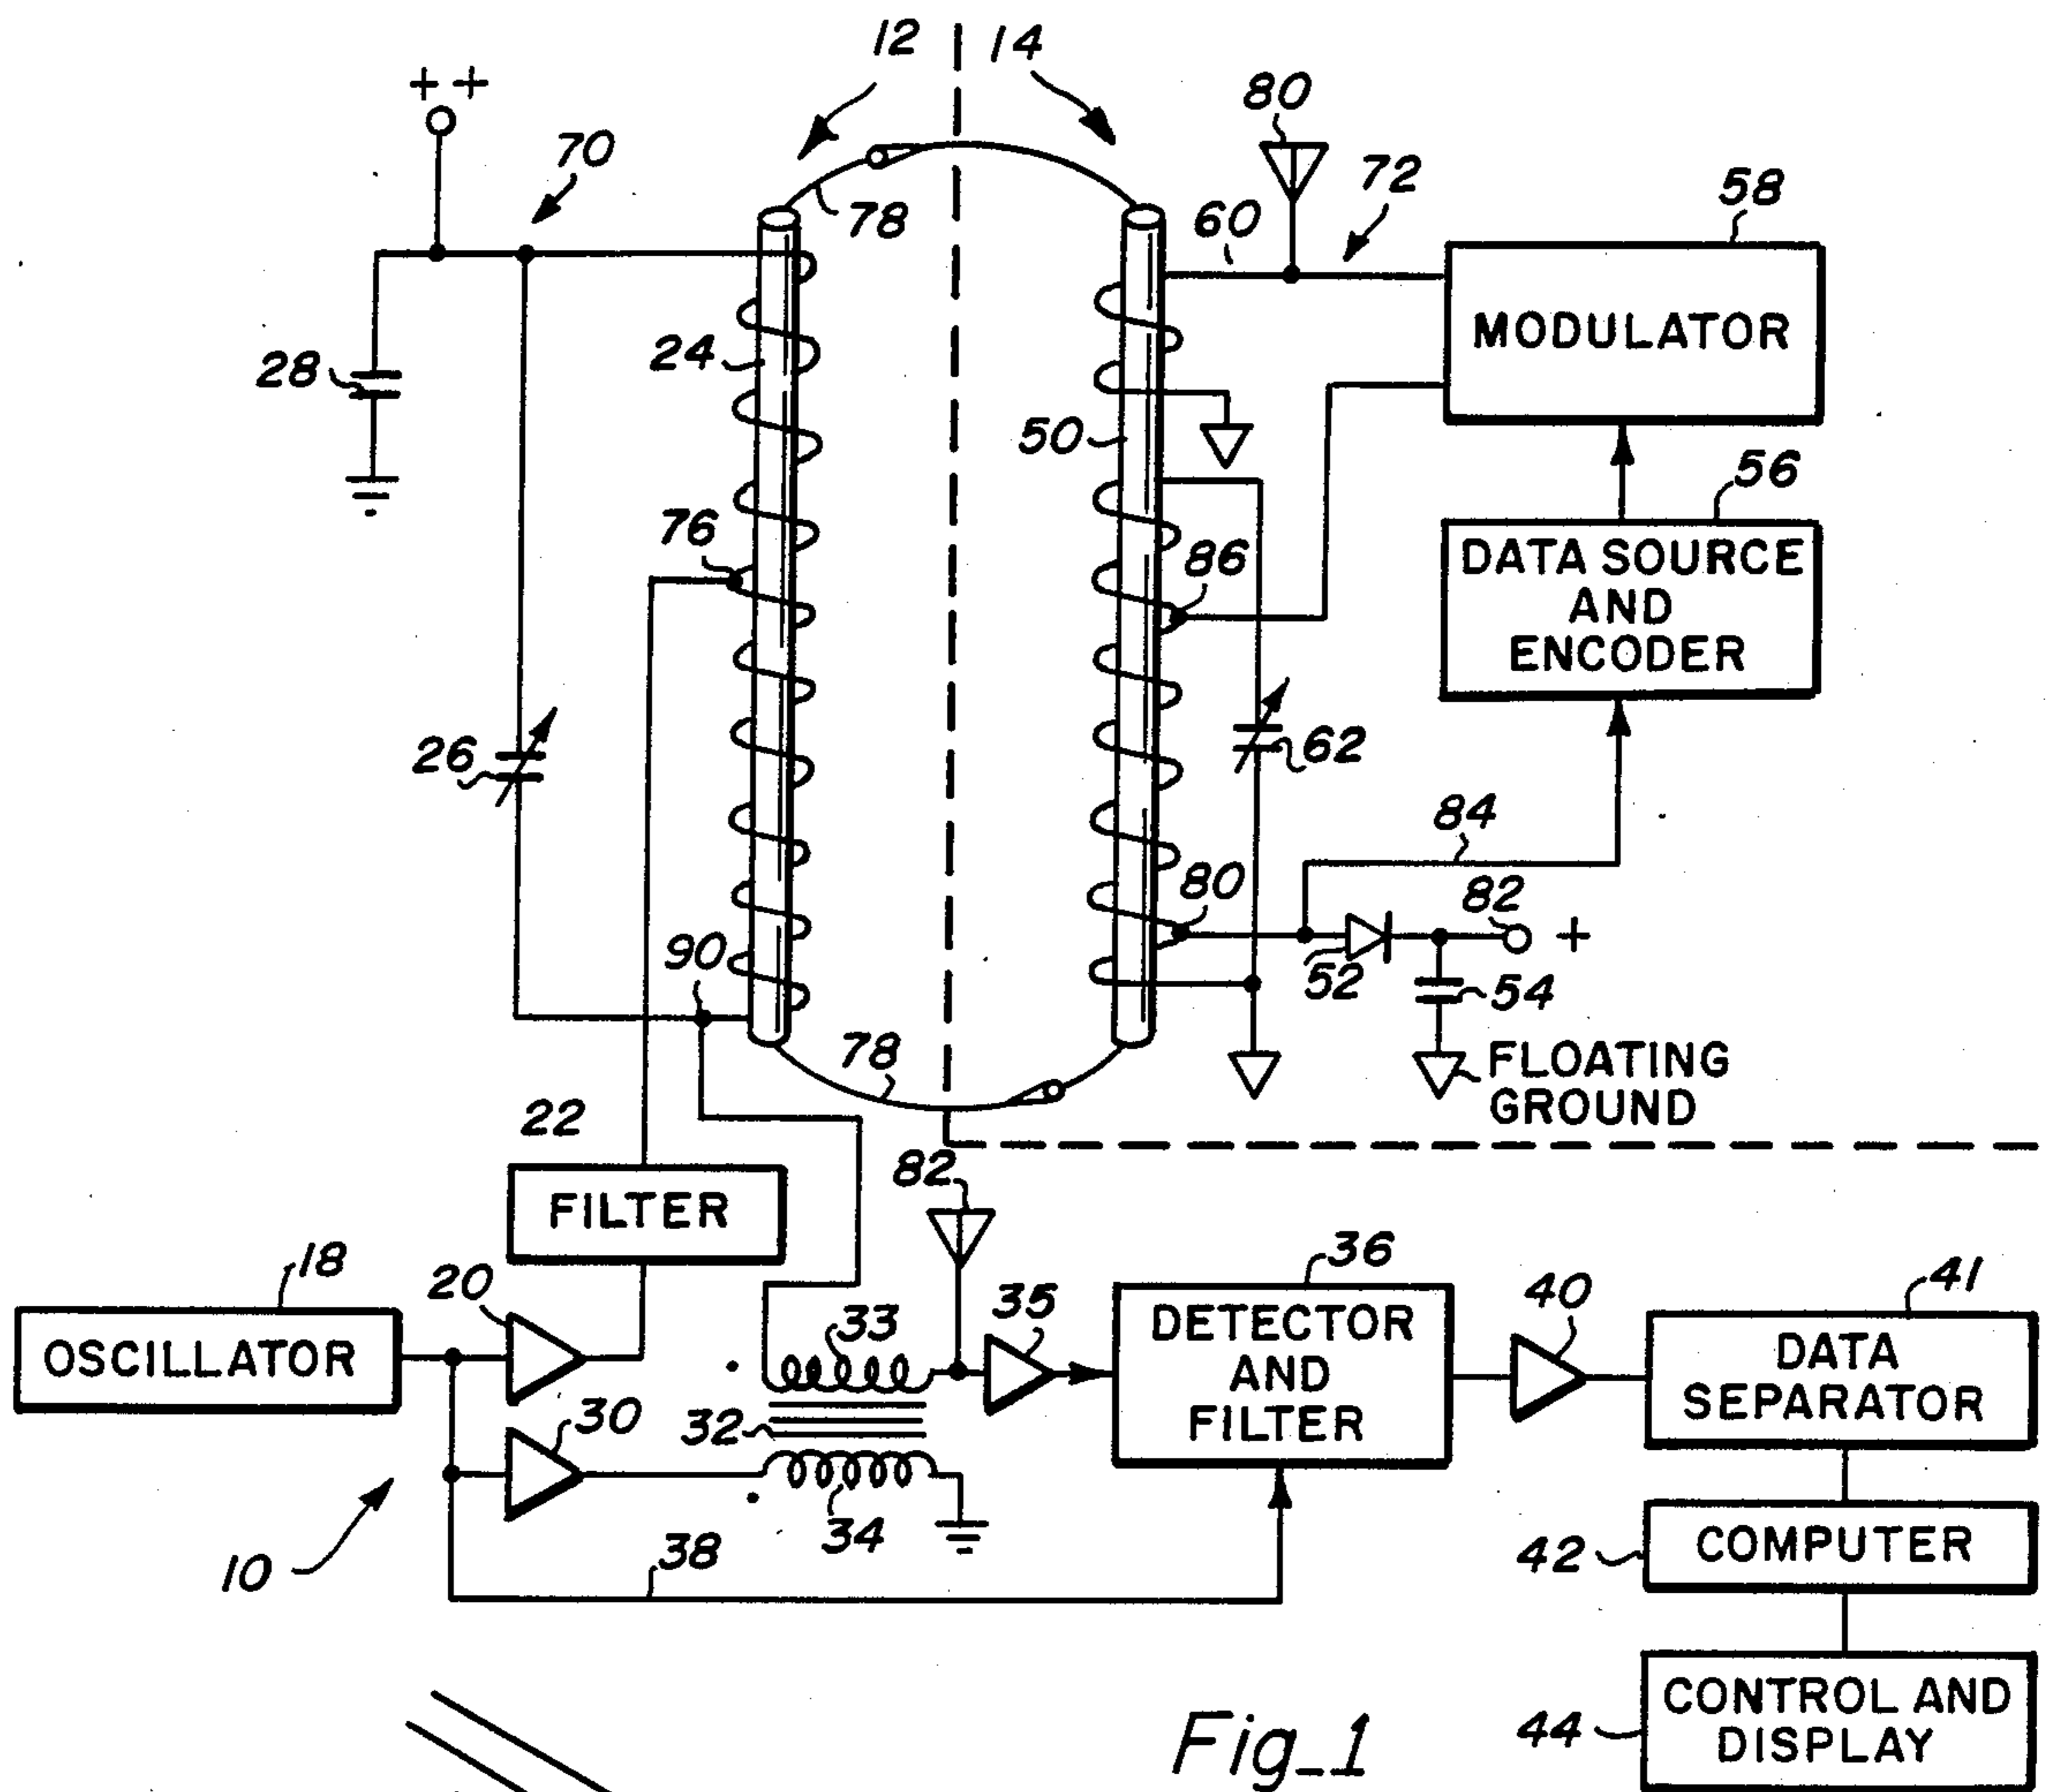 12
14
++
80
70
72
58
78
60
MODULATOR
24
28
50
56
76
86
DATA SOURCE
AND
ENCODER
26
62
84
80
82
+
90
52
54
78
FLOATING
GROUND
22
82
FILTER
18
20
36
41
35
40
OSCILLATOR
33
DETECTOR
AND
FILTER
DATA
SEPARATOR
30
32
34
10
38
42
COMPUTER
44
CONTROL AND
DISPLAY
Fig_1